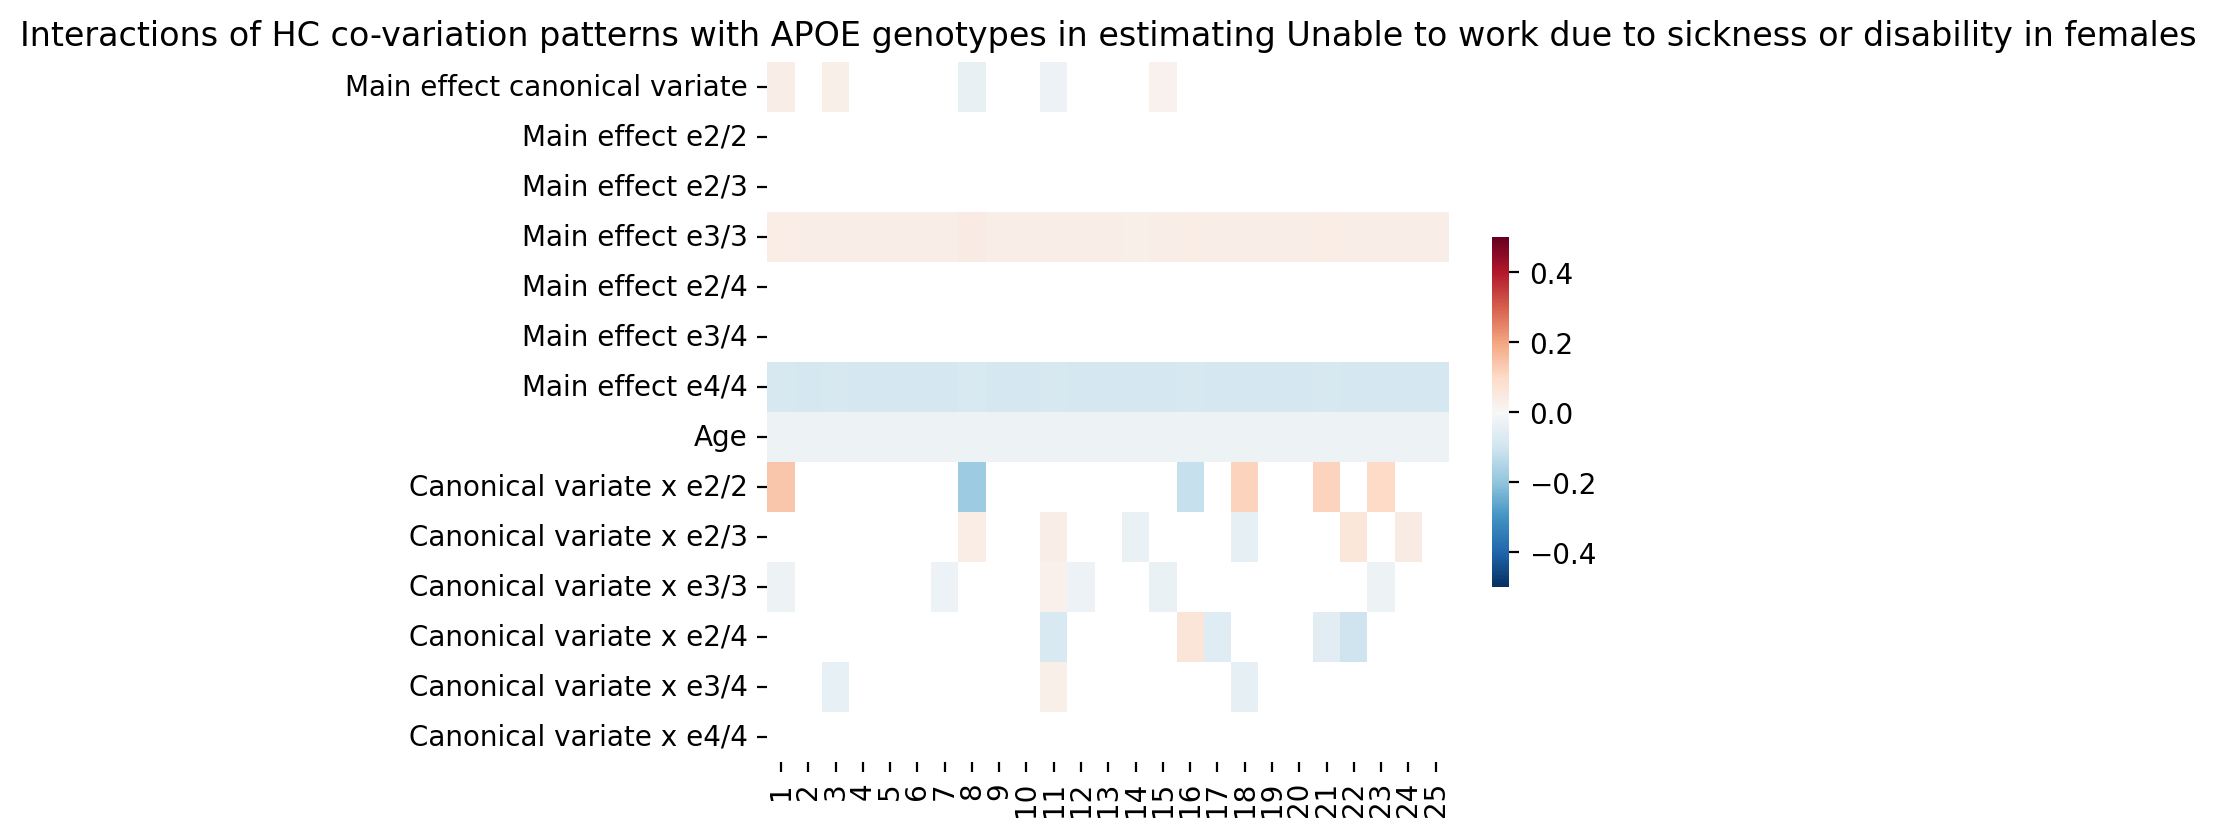 Interactions of HC co-variation patterns with APOE genotypes in estimating Unable to work due to sickness or disability in females
Main effect canonical variate
Main effect e2/2
Main effect e2/3
Main effect e3/3
Main effect e2/4
Main effect e3/4
Main effect e4/4
Age
Canonical variate x e2/2
Canonical variate x e2/3
Canonical variate x e3/3
Canonical variate x e2/4
Canonical variate x e3/4
Canonical variate x e4/4
1 2 3 4 5 6 7 8 9 10 11 12 13 14 15 16 17 18 19 20 21 22 23 24 25
0.4
0.2
0.0
−0.2
−0.4